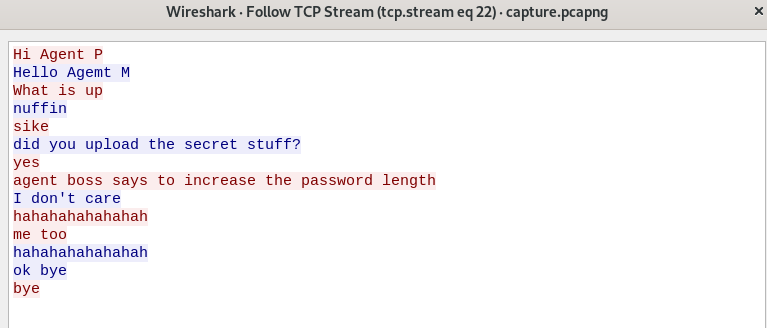 Wireshark · Follow TCP Stream (tcp.stream eq 22) · capture.pcapng
Hi Agent P
Hello Agemt M
What is up
nuffin
sike
did you upload the secret stuff?
yes
agent boss says to increase the password length
I don't care
hahahahahahahah
me too
hahahahahahahah
ok bye
bye